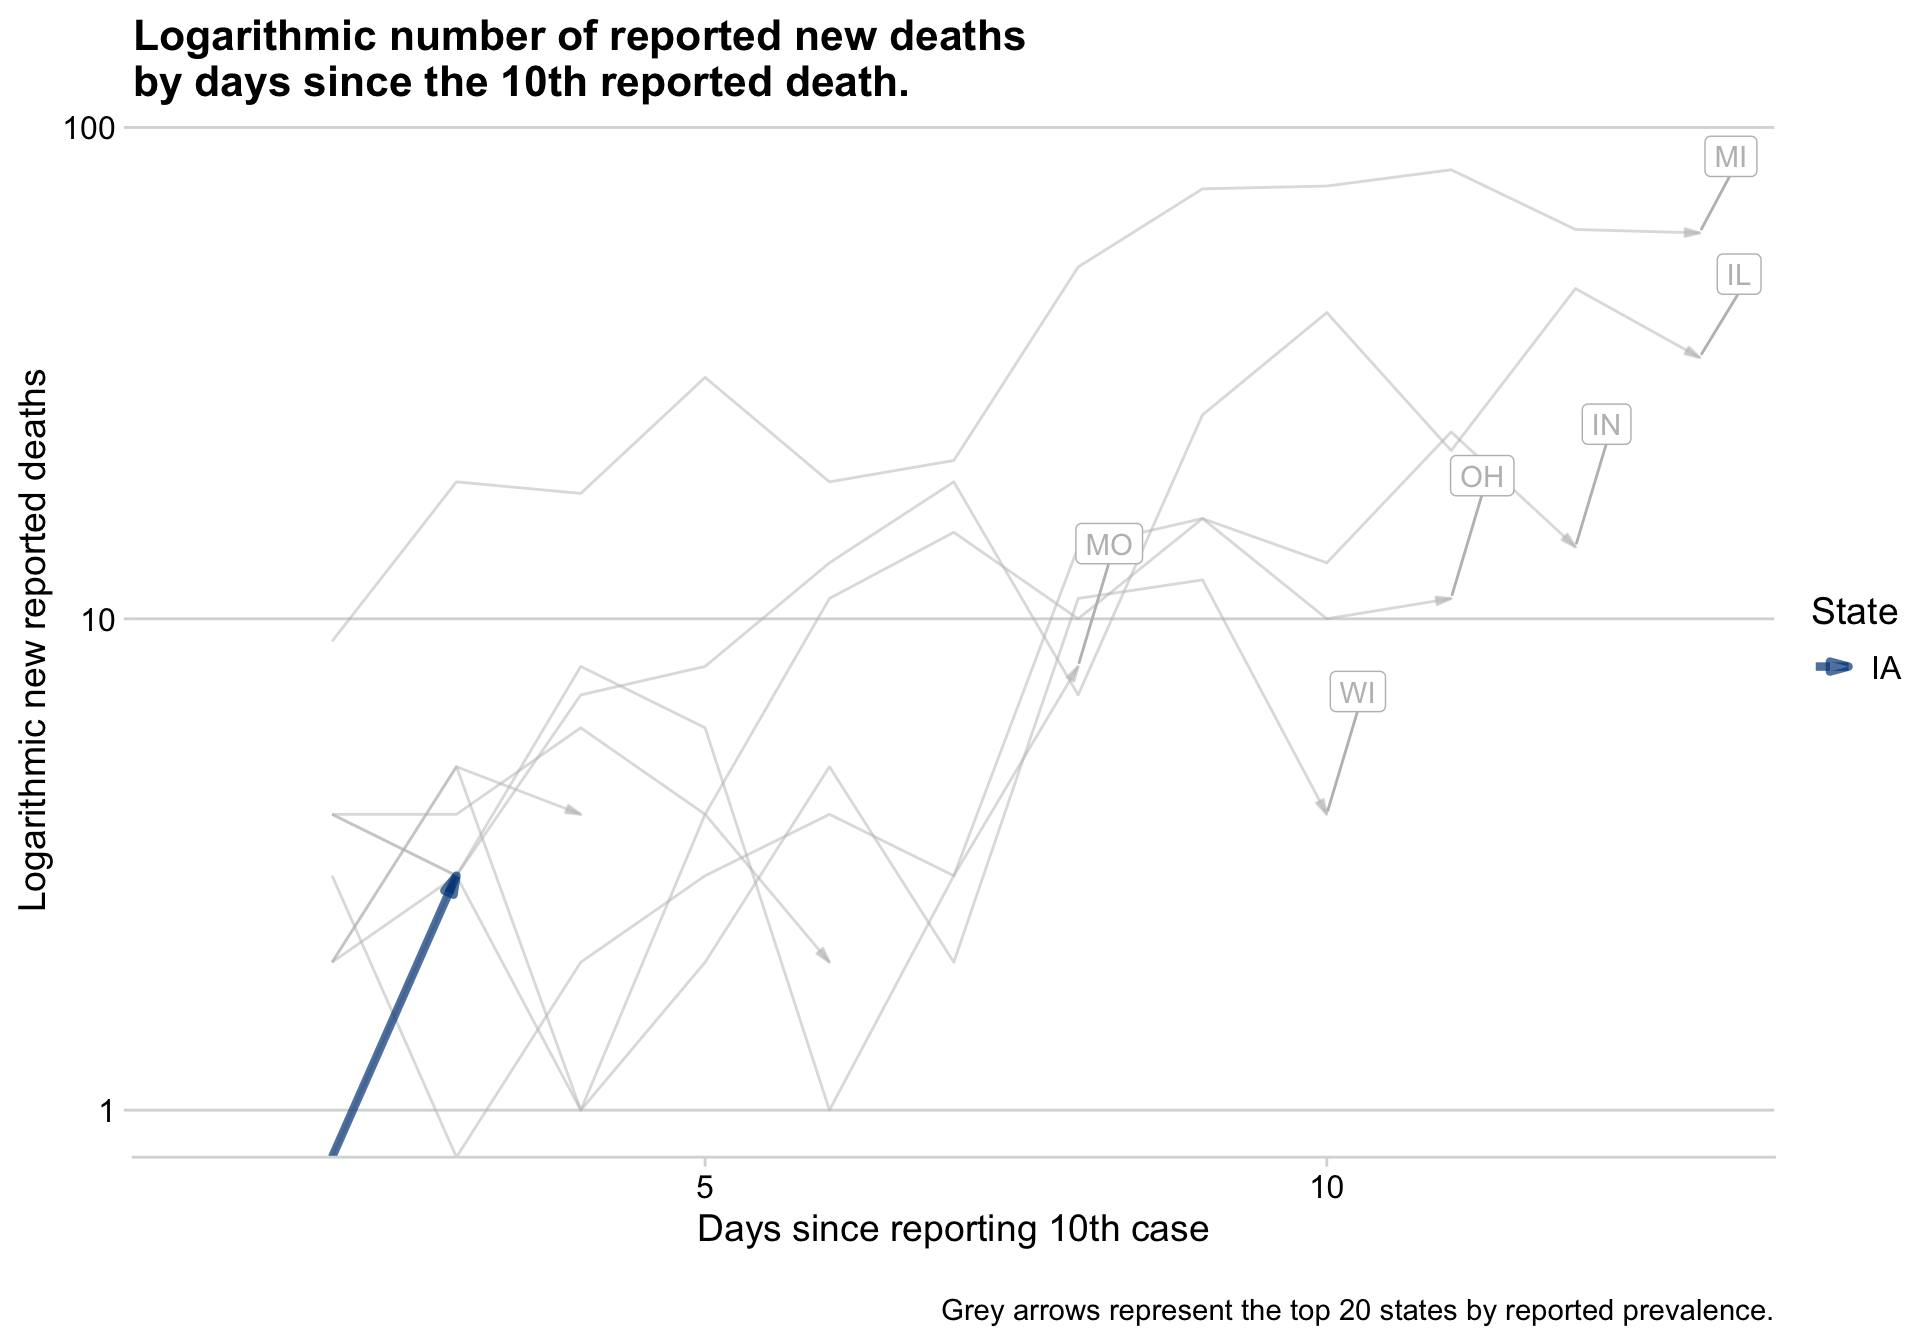 Logarithmic number of reported new deaths
by days since the 10th reported death.
100
10
1
Logarithmic new reported deaths
MI
IL
IN
OH
MO
WI
State
IA
5
10
Days since reporting 10th case
Grey arrows represent the top 20 states by reported prevalence.